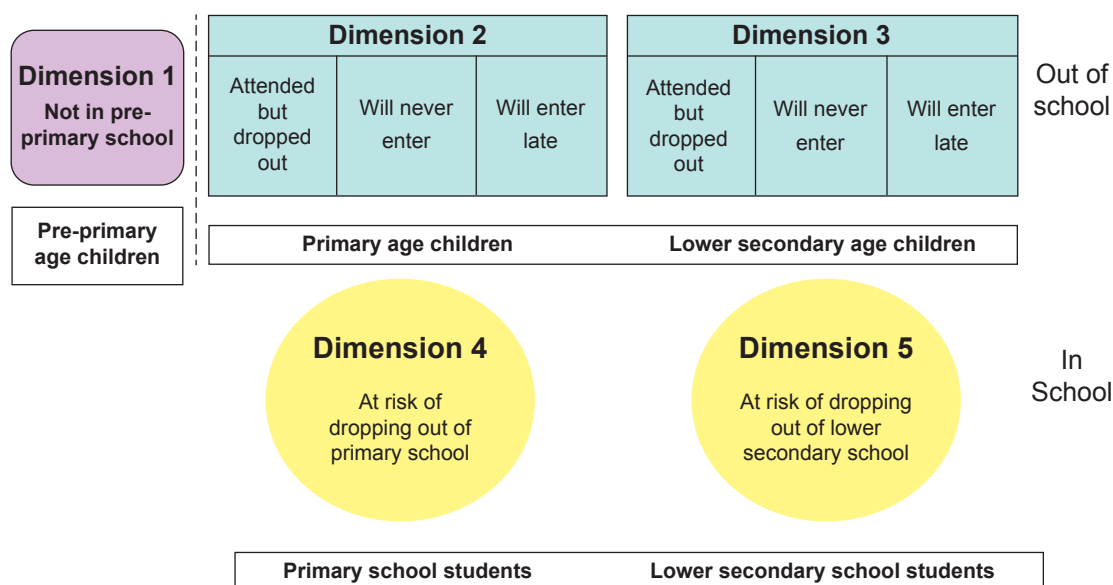 Dimension 1
Not in pre-
primary school
Pre-primary
age children
Dimension 2
Attended
but
dropped
out
Will never
enter
Will enter
late
Dimension 3
Attended
but
dropped
out
Will never
enter
Will enter
late
Out of
school
Primary age children
Lower secondary age children
Dimension 4
At risk of
dropping out of
primary school
Dimension 5
At risk of dropping
out of lower
secondary school
In
School
Primary school students
Lower secondary school students